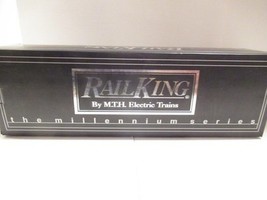 RAILKING®
By M.T.H. Electric Trains
the millennium series